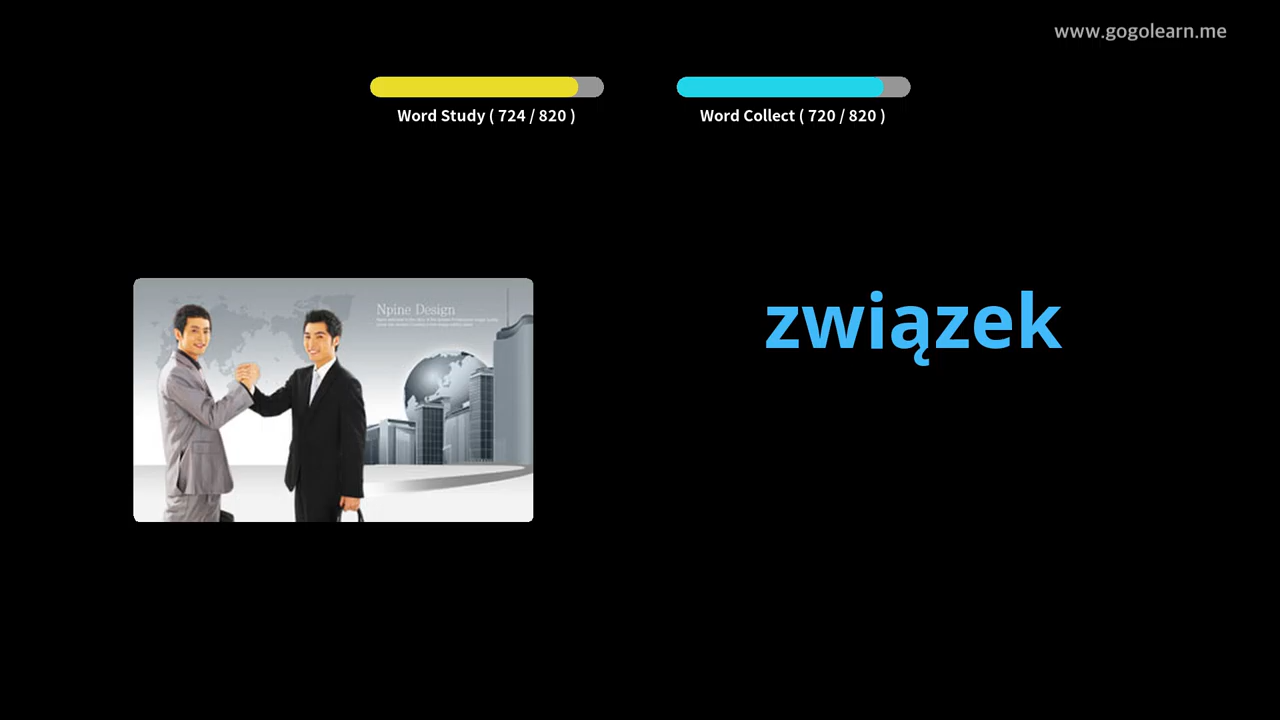 www.gogolearn.me
Word Study ( 724 / 820 )
Word Collect ( 720 / 820 )
Npine Design
związek